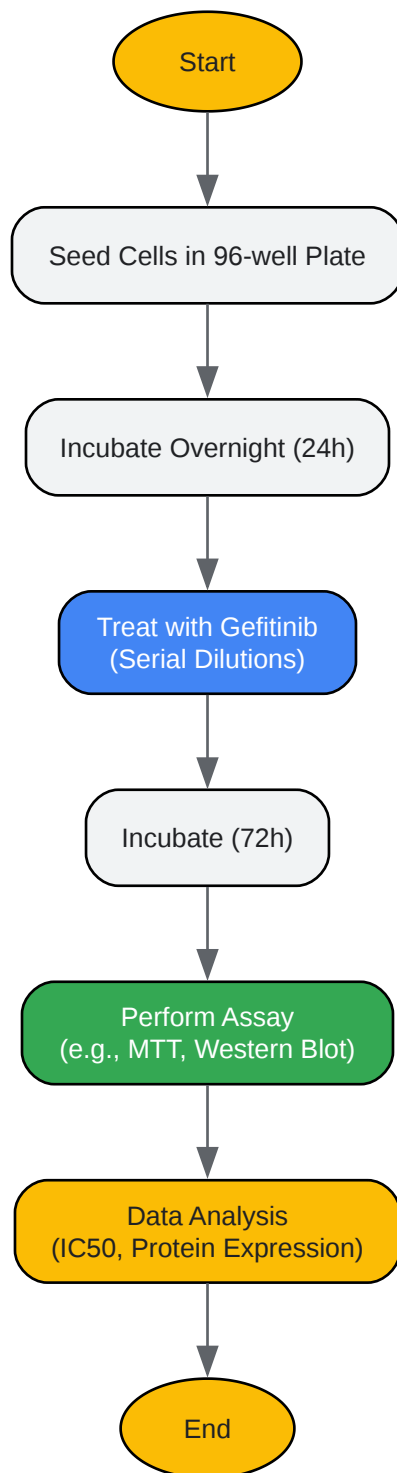 Start
Seed Cells in 96-well Plate
Incubate Overnight (24h)
Treat with Gefitinib
(Serial Dilutions)
Incubate (72h)
Perform Assay
(e.g., MTT, Western Blot)
Data Analysis
(IC50, Protein Expression)
End